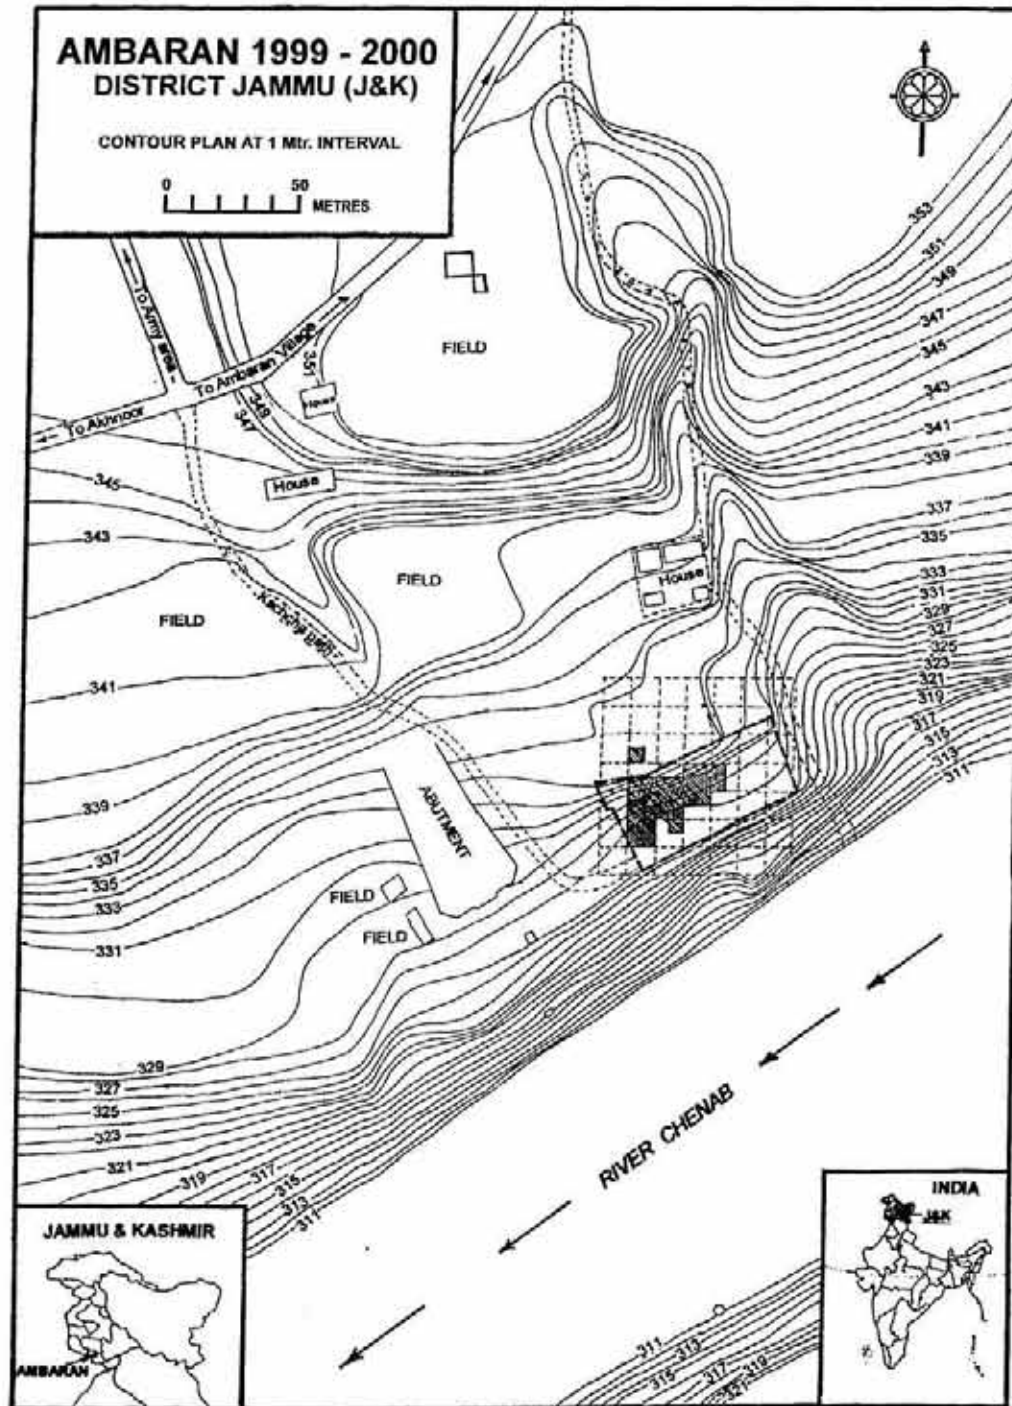 AMBARAN 1999 - 2000
DISTRICT JAMMU (J&K)
CONTOUR PLAN AT 1 Mtr. INTERVAL
0 50
METRES
To Army area
To Ambaran Village
To Akhnoor
351
House
348
347
FIELD
353
351
349
347
345
343
341
339
337
335
333
331
329
327
325
323
321
319
317
315
313
311
345
House
343
FIELD
FIELD
House
341
339
337
335
333
331
ABUTMENT
FIELD
FIELD
329
327
325
323
321
319
317
315
313
311
RIVER CHENAB
JAMMU & KASHMIR
AMBARAN
INDIA
J&K
311
313
315
317
319
321